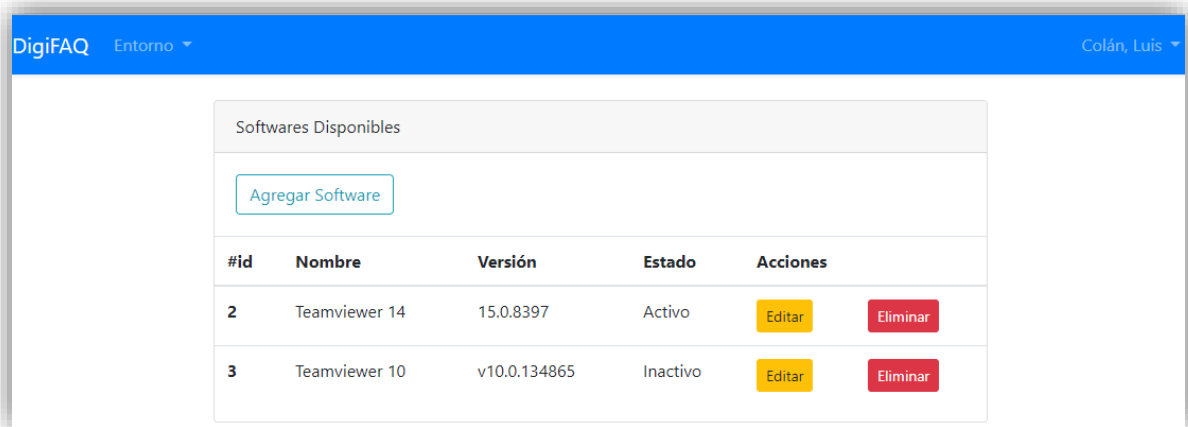 DigiFAQ Entorno Colán, Luis
Softwares Disponibles
Agregar Software
#id Nombre Versión Estado Acciones
2 Teamviewer 14 15.0.8397 Activo Editar Eliminar
3 Teamviewer 10 v10.0.134865 Inactivo Editar Eliminar